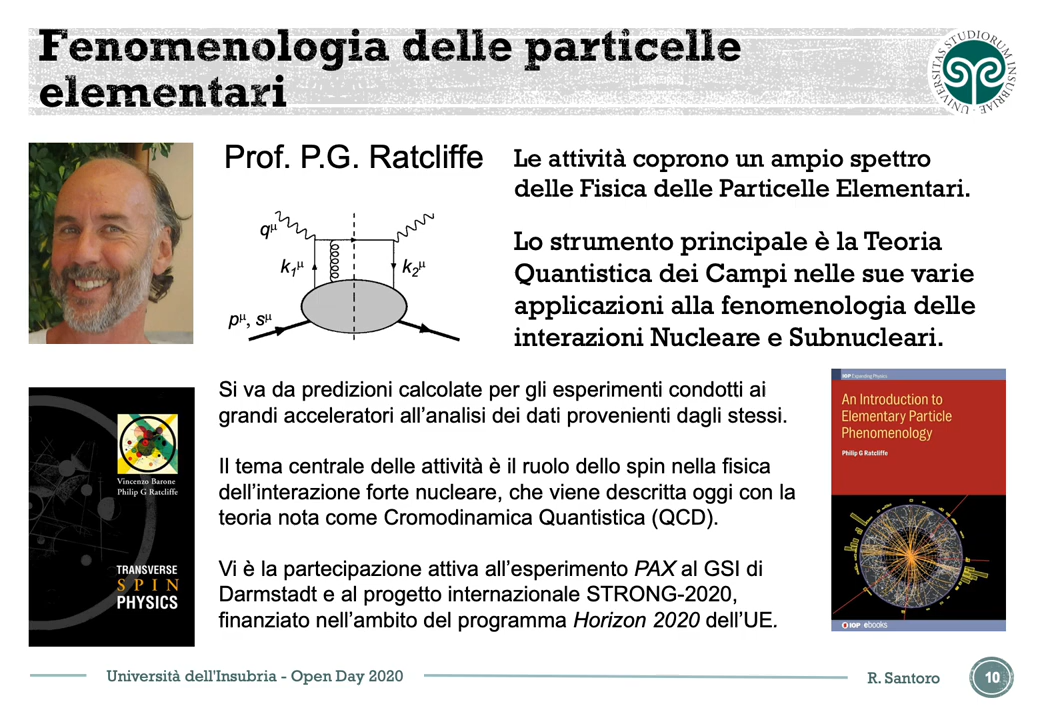 Fenomenologia delle particelle
elementari
UNIVERSITAS STUDIORUM INSUBRIAE
Prof. P.G. Ratcliffe
qμ
k1μ
k2μ
pμ, sμ
Le attività coprono un ampio spettro
delle Fisica delle Particelle Elementari.
Lo strumento principale è la Teoria
Quantistica dei Campi nelle sue varie
applicazioni alla fenomenologia delle
interazioni Nucleare e Subnucleari.
Vincenzo Barone
Philip G Ratcliffe
TRANSVERSE
SPIN
PHYSICS
Si va da predizioni calcolate per gli esperimenti condotti ai
grandi acceleratori all’analisi dei dati provenienti dagli stessi.
Il tema centrale delle attività è il ruolo dello spin nella fisica
dell’interazione forte nucleare, che viene descritta oggi con la
teoria nota come Cromodinamica Quantistica (QCD).
Vi è la partecipazione attiva all’esperimento PAX al GSI di
Darmstadt e al progetto internazionale STRONG-2020,
finanziato nell’ambito del programma Horizon 2020 dell’UE.
IOP Expanding Physics
An Introduction to
Elementary Particle
Phenomenology
Philip G Ratcliffe
IOP ebooks
Università dell'Insubria - Open Day 2020
R. Santoro
10